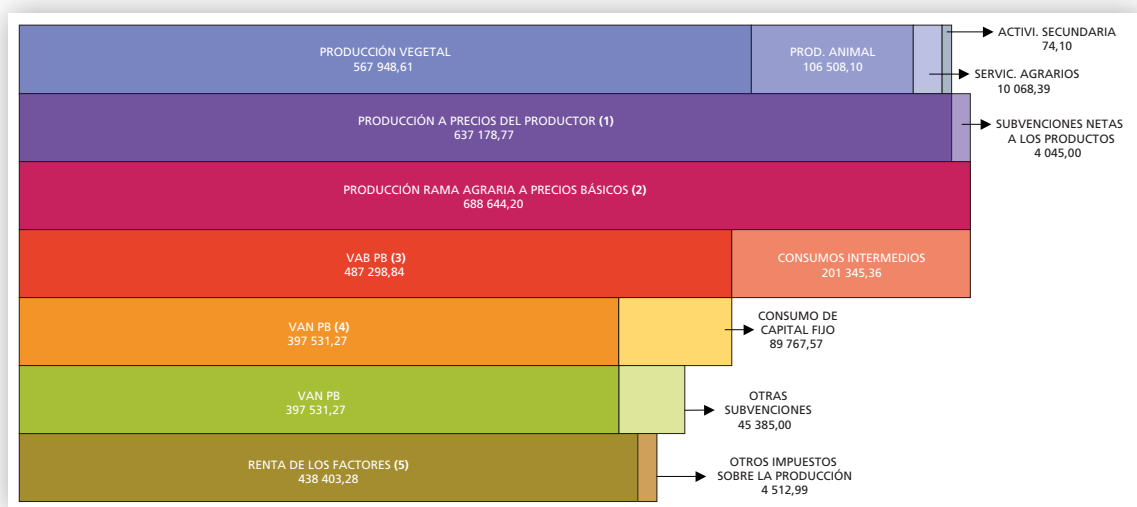 PRODUCCIÓN VEGETAL
567 948,61
PROD. ANIMAL
106 508,10
ACTIVI. SECUNDARIA
74,10
SERVIC. AGRARIOS
10 068,39
PRODUCCIÓN A PRECIOS DEL PRODUCTOR (1)
637 178,77
SUBVENCIONES NETAS
A LOS PRODUCTOS
4 045,00
PRODUCCIÓN RAMA AGRARIA A PRECIOS BÁSICOS (2)
688 644,20
VAB PB (3)
487 298,84
CONSUMOS INTERMEDIOS
201 345,36
VAN PB (4)
397 531,27
CONSUMO DE
CAPITAL FIJO
89 767,57
VAN PB
397 531,27
OTRAS
SUBVENCIONES
45 385,00
RENTA DE LOS FACTORES (5)
438 403,28
OTROS IMPUESTOS
SOBRE LA PRODUCCIÓN
4 512,99